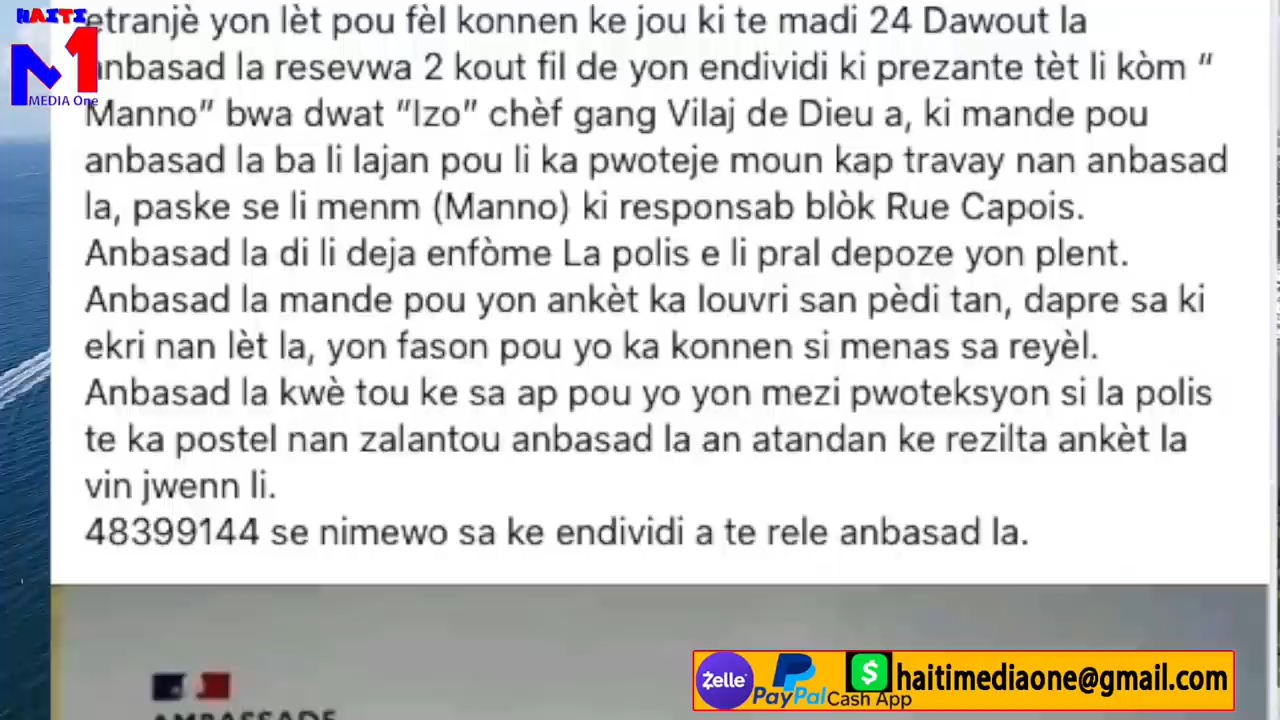 HAITI
M1
MEDIA One
etranjè yon lèt pou fèl konnen ke jou ki te madi 24 Dawout la
anbasad la resevwa 2 kout fil de yon endividi ki prezante tèt li kòm “
Manno” bwa dwat “Izo” chèf gang Vilaj de Dieu a, ki mande pou
anbasad la ba li lajan pou li ka pwoteje moun kap travay nan anbasad
la, paske se li menm (Manno) ki responsab blòk Rue Capois.
Anbasad la di li deja enfòme La polis e li pral depoze yon plent.
Anbasad la mande pou yon ankèt ka louvri san pèdi tan, dapre sa ki
ekri nan lèt la, yon fason pou yo ka konnen si menas sa reyèl.
Anbasad la kwè tou ke sa ap pou yo yon mezi pwoteksyon si la polis
te ka postel nan zalantou anbasad la an atandan ke rezilta ankèt la
vin jwenn li.
48399144 se nimewo sa ke endividi a te rele anbasad la.
AMBASSADE
Zelle PayPal $ Cash App haitimediaone@gmail.com